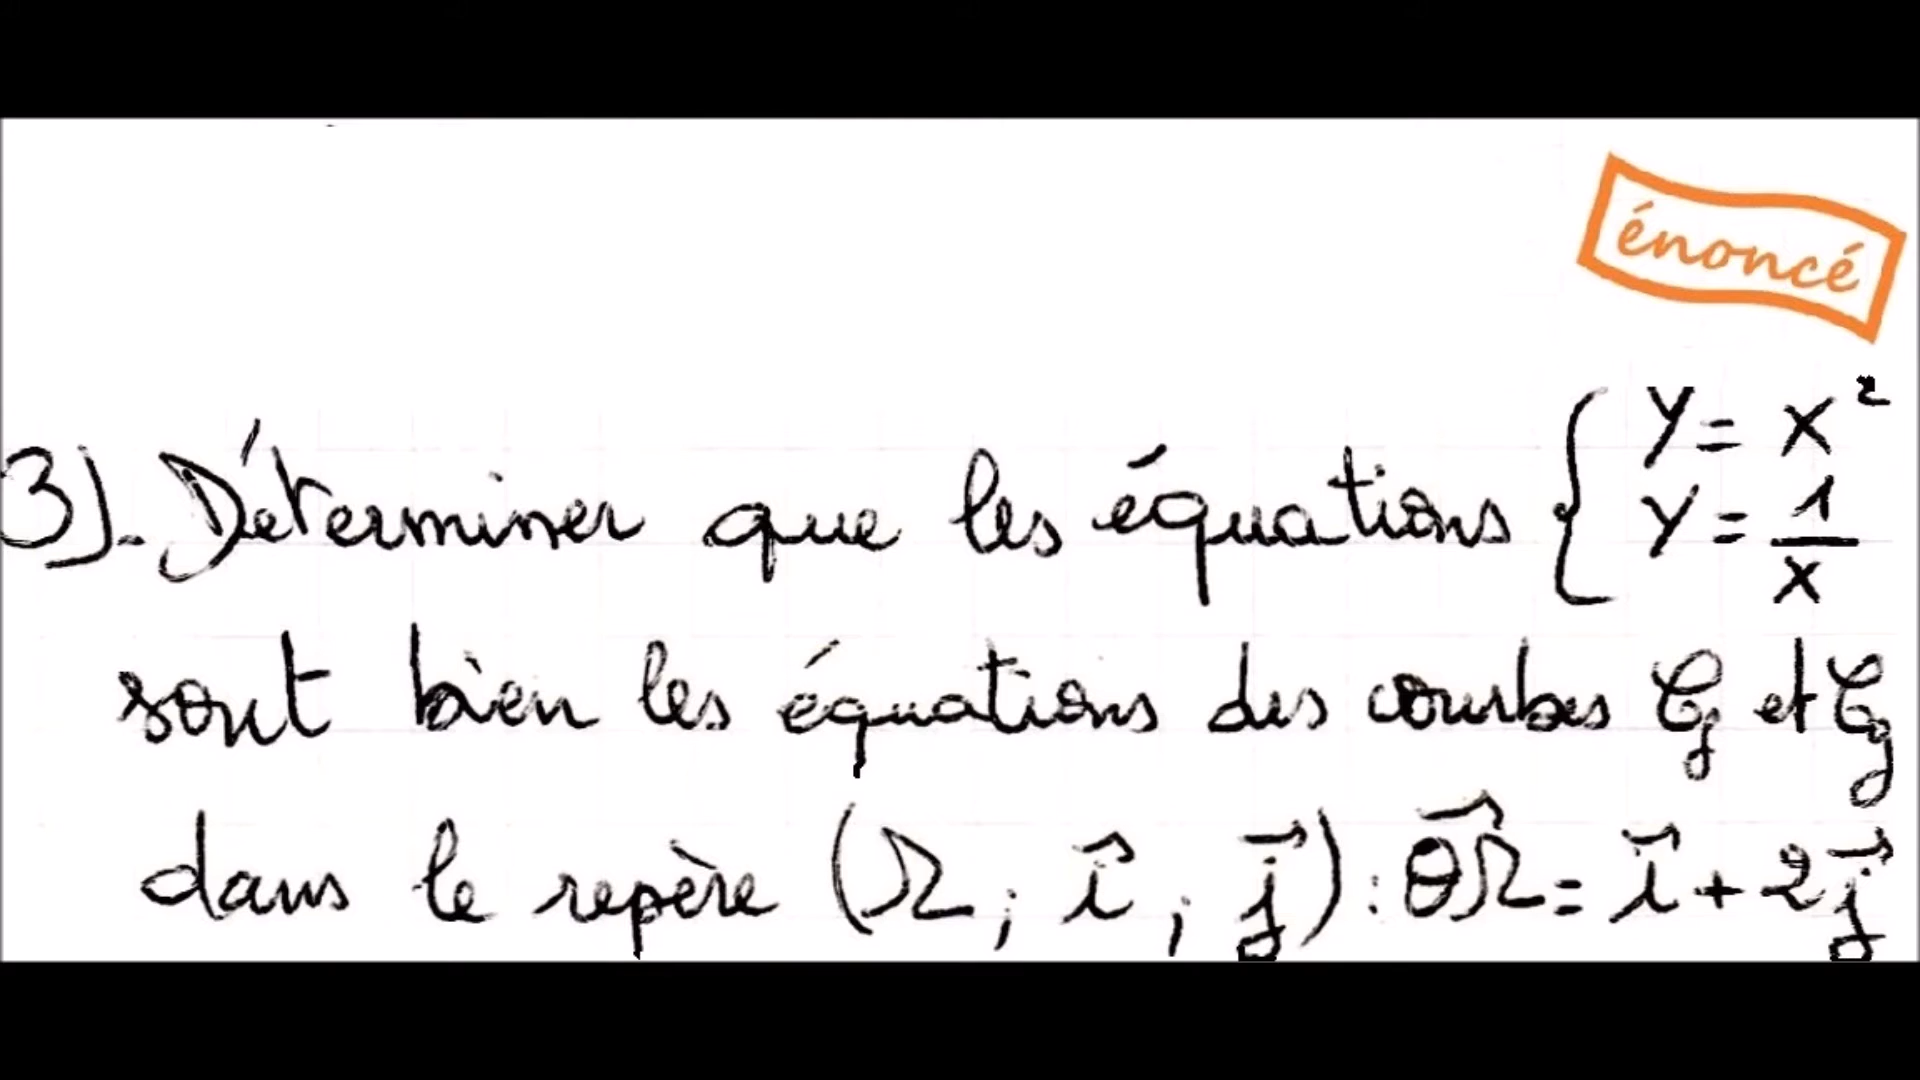 énoncé
3). Déterminer que les équations { Y = X²
Y = 1/X
sont bien les équations des courbes Cf et Cg
dans le repère (Ω ; i⃗ ; j⃗) : OΩ⃗ = i⃗ + 2j⃗